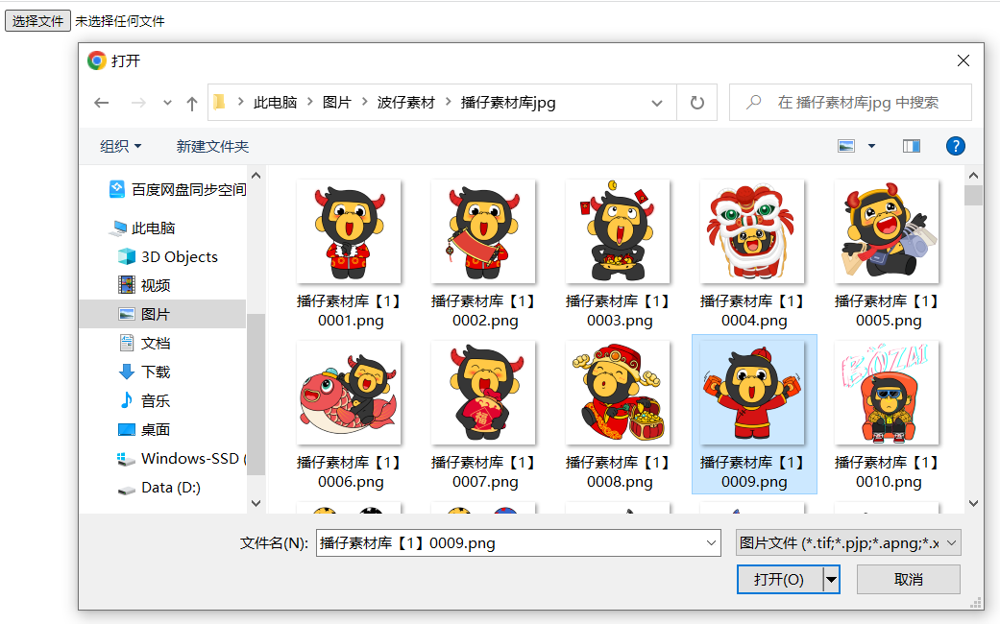 选择文件 未选择任何文件
打开
此电脑 图片 波仔素材 播仔素材库jpg
在 播仔素材库jpg 中搜索
组织 新建文件夹
百度网盘同步空间
此电脑
3D Objects
视频
图片
文档
下载
音乐
桌面
Windows-SSD (
Data (D:)
播仔素材库【1】
0001.png
播仔素材库【1】
0002.png
播仔素材库【1】
0003.png
播仔素材库【1】
0004.png
播仔素材库【1】
0005.png
福
BOZAI
播仔素材库【1】
0006.png
播仔素材库【1】
0007.png
播仔素材库【1】
0008.png
播仔素材库【1】
0009.png
播仔素材库【1】
0010.png
文件名(N): 播仔素材库【1】0009.png
图片文件 (*.tif;*.pjp;*.apng;*.x
打开(O) 取消